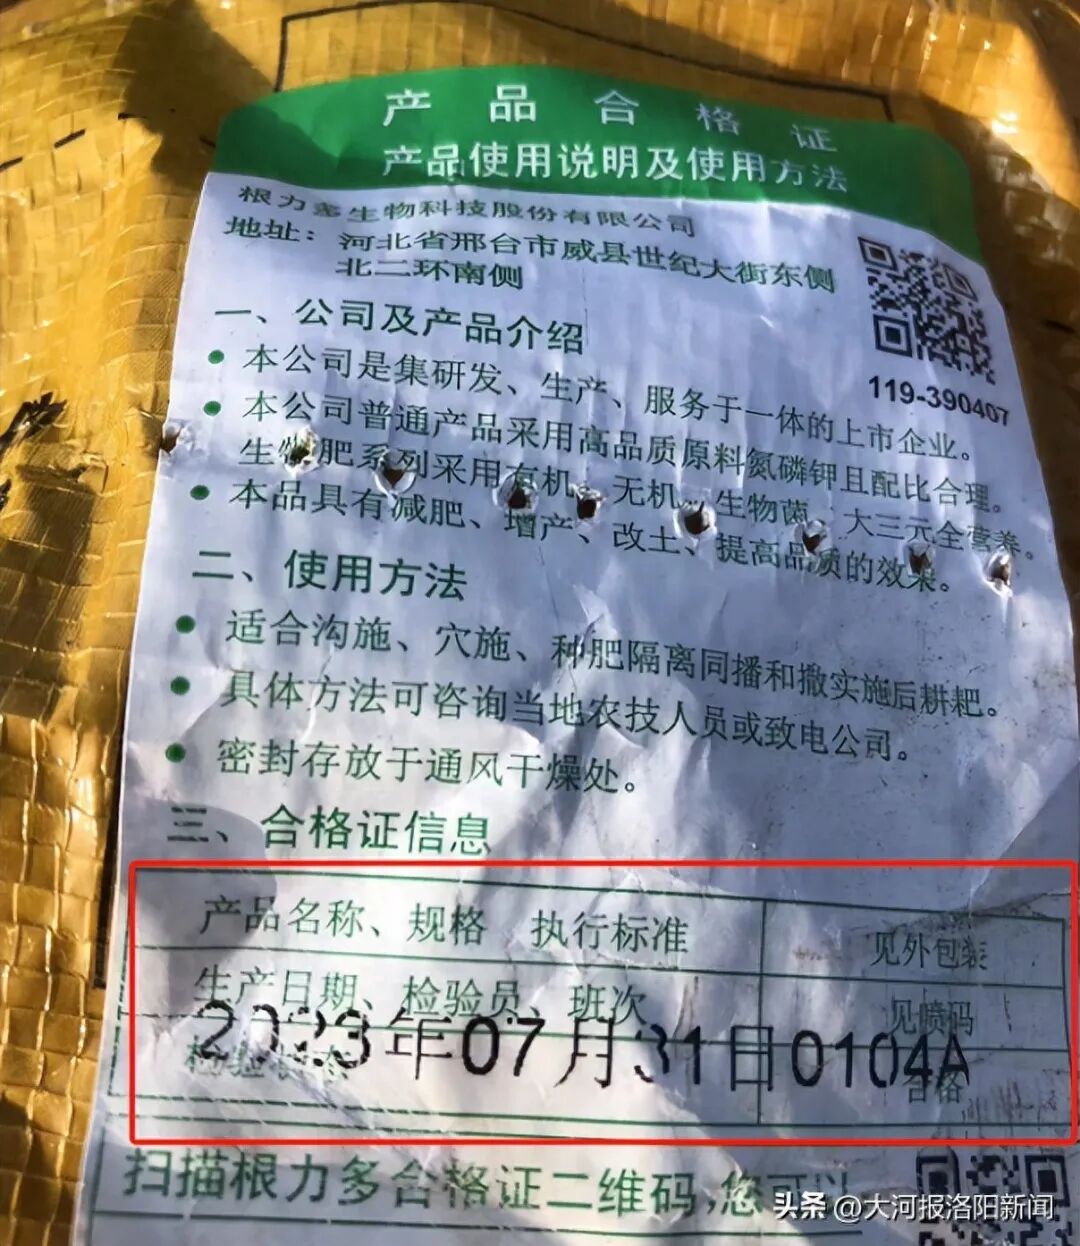 产品合格证
产品使用说明及使用方法
根力多生物科技股份有限公司
地址：河北省邢台市威县世纪大街东侧
北二环南侧
119-390407
一、公司及产品介绍
本公司是集研发、生产、服务于一体的上市企业。
本公司普通产品采用高品质原料氮磷钾且配比合理。
生物肥系列采用有机、无机、生物菌，大三元全营养。
本品具有减肥、增产、改土、提高品质的效果。
二、使用方法
适合沟施、穴施、种肥隔离同播和撒实施后耕耙。
具体方法可咨询当地农技人员或致电公司。
密封存放于通风干燥处。
三、合格证信息
产品名称、规格 执行标准 见外包装
生产日期、检验员、班次 见喷码
2023年07月31日0104A
合格
扫描根力多合格证二维码,您可以
头条 @大河报洛阳新闻